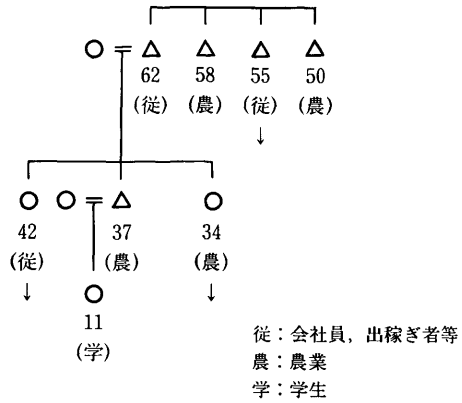 62 58 55 50
(従) (農) (従) (農)
↓
42 37 34
(従) (農) (農)
↓ ↓
11
(学)
従：会社員，出稼ぎ者等
農：農業
学：学生